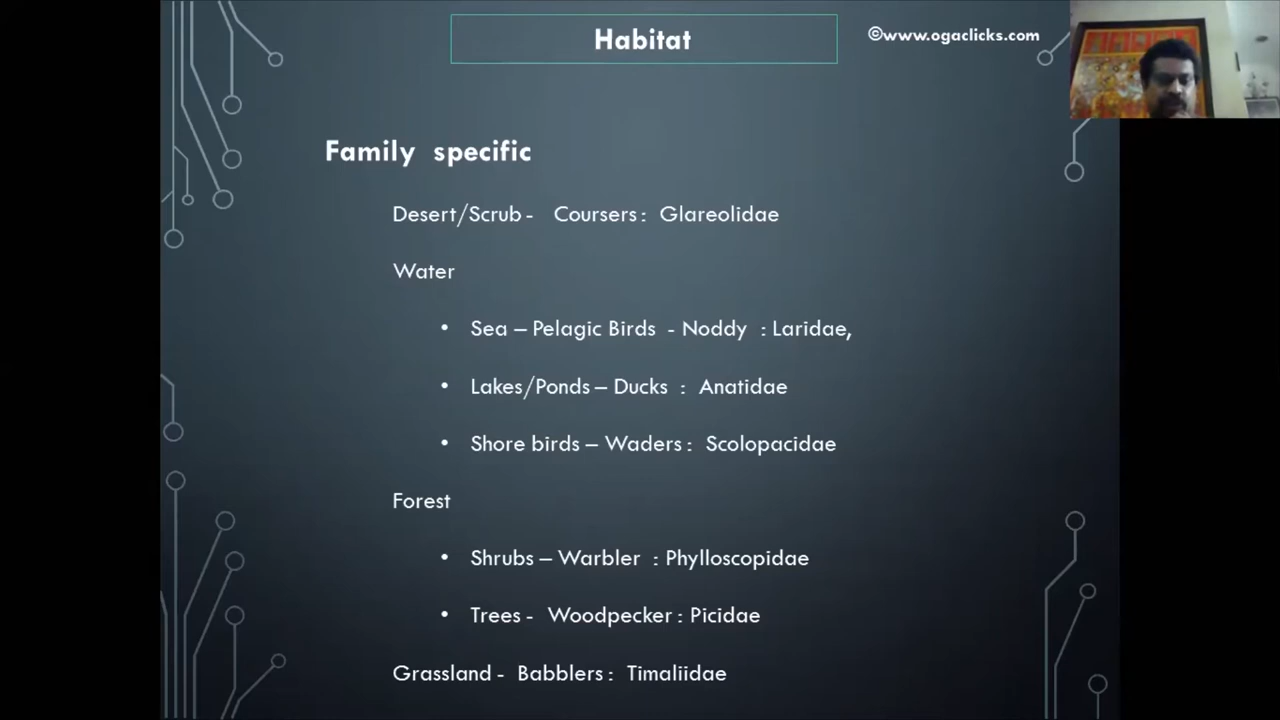 Habitat
©www.ogaclicks.com
Family specific
Desert/Scrub - Coursers : Glareolidae
Water
• Sea – Pelagic Birds - Noddy : Laridae,
• Lakes/Ponds – Ducks : Anatidae
• Shore birds – Waders : Scolopacidae
Forest
• Shrubs – Warbler : Phylloscopidae
• Trees - Woodpecker : Picidae
Grassland - Babblers : Timaliidae